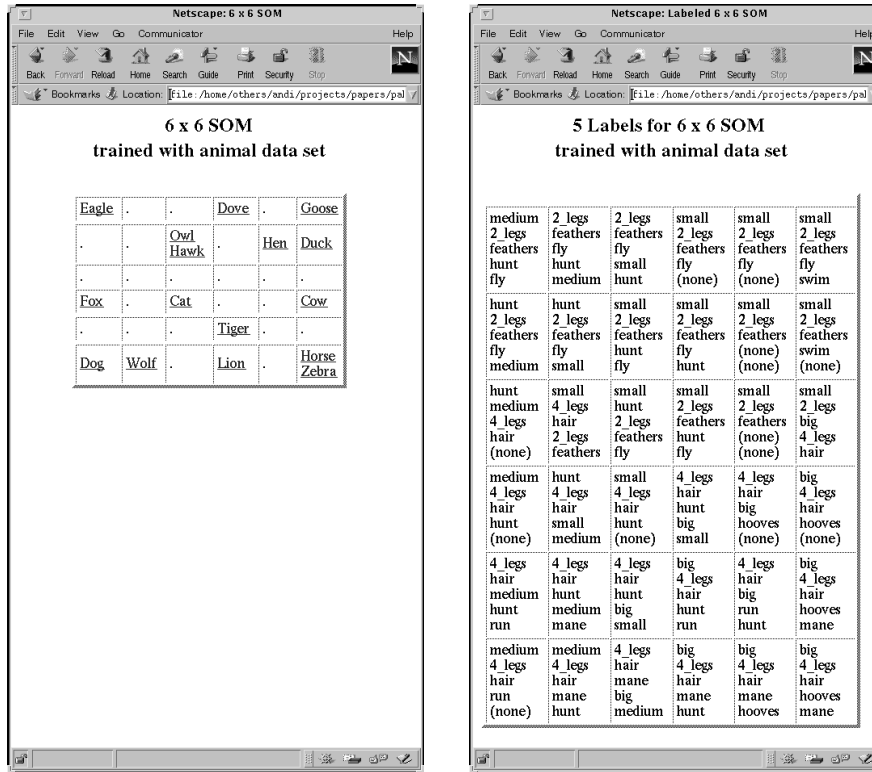 Netscape: 6 x 6 SOM
File Edit View Go Communicator Help
Back Forward Reload Home Search Guide Print Security Stop
N
Bookmarks Location: file:/home/others/andi/projects/papers/pal
6 x 6 SOM
trained with animal data set
Eagle . . Dove . Goose
. . Owl . Hen Duck
Hawk
. . . . . .
Fox . Cat . . Cow
. . . Tiger . .
Dog Wolf . Lion . Horse
Zebra
Netscape: Labeled 6 x 6 SOM
File Edit View Go Communicator Help
Back Forward Reload Home Search Guide Print Security Stop
N
Bookmarks Location: file:/home/others/andi/projects/papers/pal
5 Labels for 6 x 6 SOM
trained with animal data set
medium 2_legs 2_legs small small small
2_legs feathers feathers 2_legs 2_legs 2_legs
feathers fly fly feathers feathers feathers
hunt hunt small fly fly fly
fly medium hunt (none) (none) swim
hunt hunt small small small small
2_legs 2_legs 2_legs 2_legs 2_legs 2_legs
feathers feathers feathers feathers feathers feathers
fly fly hunt fly (none) swim
medium small fly hunt (none) (none)
hunt small small small small small
medium 4_legs hunt 2_legs 2_legs 2_legs
4_legs hair 2_legs feathers feathers big
hair 2_legs feathers hunt (none) 4_legs
(none) feathers fly fly (none) hair
medium hunt small 4_legs 4_legs big
4_legs 4_legs 4_legs hair hair 4_legs
hair hair hair hunt big hair
hunt small hunt big hooves hooves
(none) medium (none) small (none) (none)
4_legs 4_legs 4_legs big 4_legs big
hair hair hair 4_legs hair 4_legs
medium hunt hunt hair big hair
hunt medium big hunt run hooves
run mane small run hunt mane
medium medium 4_legs big big big
4_legs 4_legs hair 4_legs 4_legs 4_legs
hair hair mane hair hair hair
run mane big mane mane hooves
(none) hunt medium hunt hooves mane